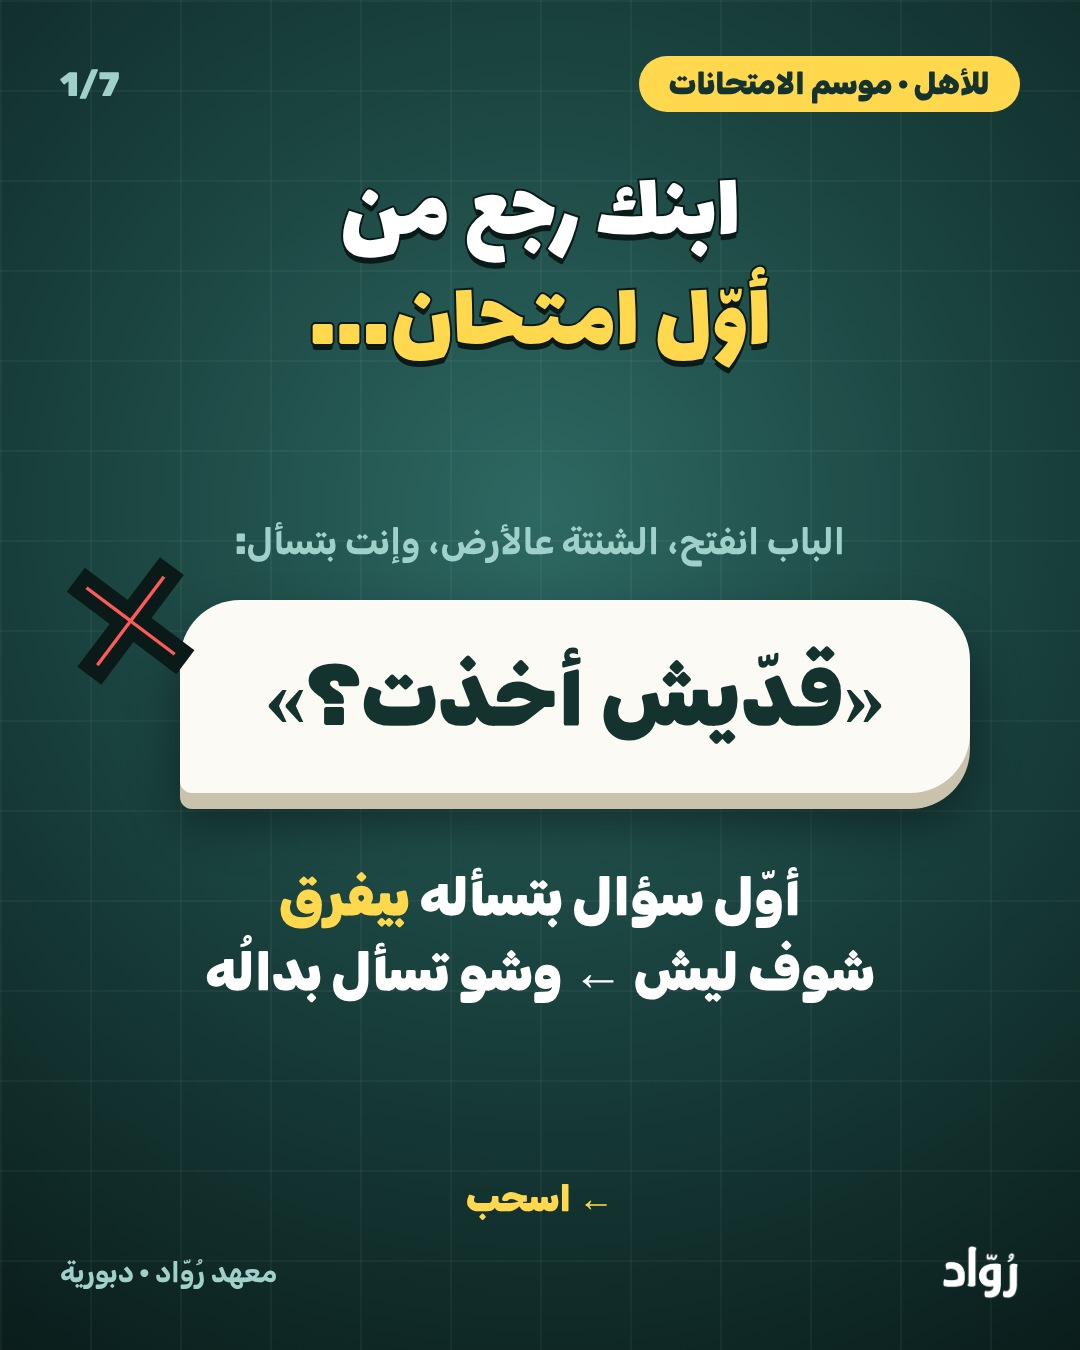 للأهل • موسم الامتحانات
1/7
ابنك رجع من
أوّل امتحان...
الباب انفتح، الشنتة عالأرض، وإنت بتسأل:
«قدّيش أخذت؟»
أوّل سؤال بتسأله بيفرق
شوف ليش ← وشو تسأل بدالُه
← اسحب
رُوّاد
معهد رُوّاد • دبورية